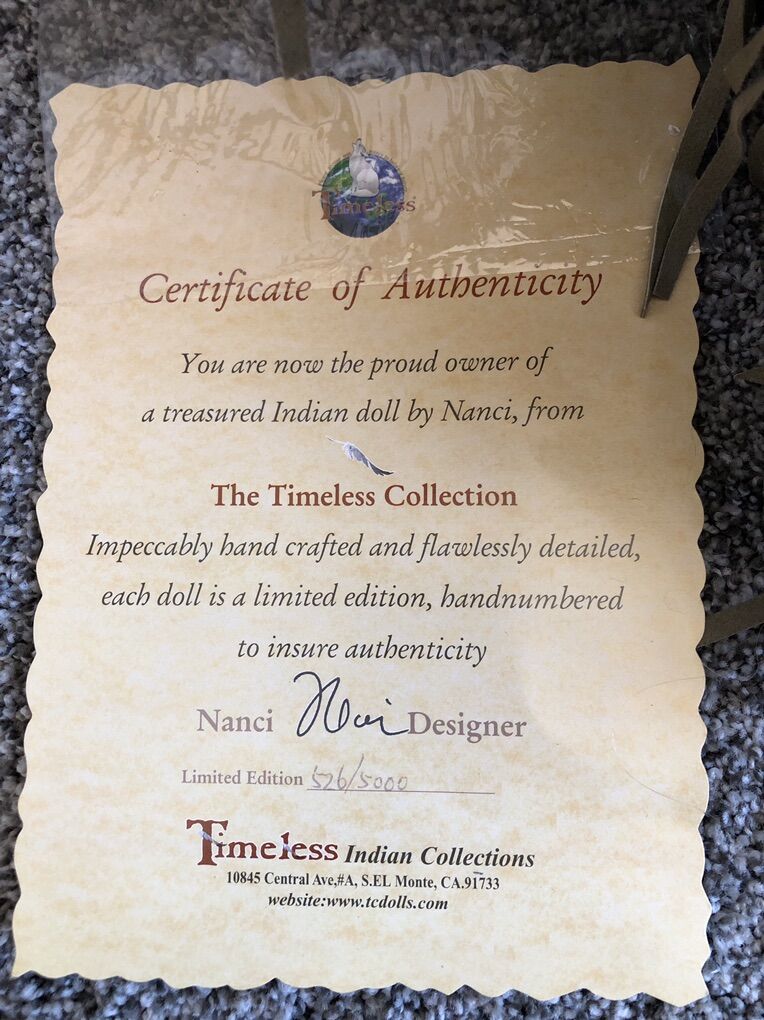 Timeless
Certificate of Authenticity
You are now the proud owner of
a treasured Indian doll by Nanci, from
The Timeless Collection
Impeccably hand crafted and flawlessly detailed,
each doll is a limited edition, handnumbered
to insure authenticity
Nanci Designer
Limited Edition 526/5000
Timeless Indian Collections
10845 Central Ave,#A, S.EL Monte, CA.91733
website:www.tcdolls.com